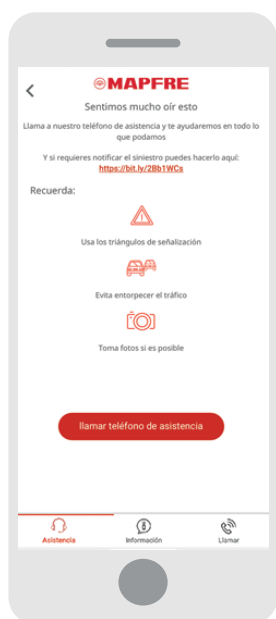 MAPFRE
Sentimos mucho oír esto
Llama a nuestro teléfono de asistencia y te ayudaremos en todo lo
que podamos
Y si requieres notificar el siniestro puedes hacerlo aquí:
https://bit.ly/2Bb1WCs
Recuerda:
Usa los triángulos de señalización
Evita entorpecer el tráfico
Toma fotos si es posible
llamar teléfono de asistencia
Asistencia
Información
Llamar